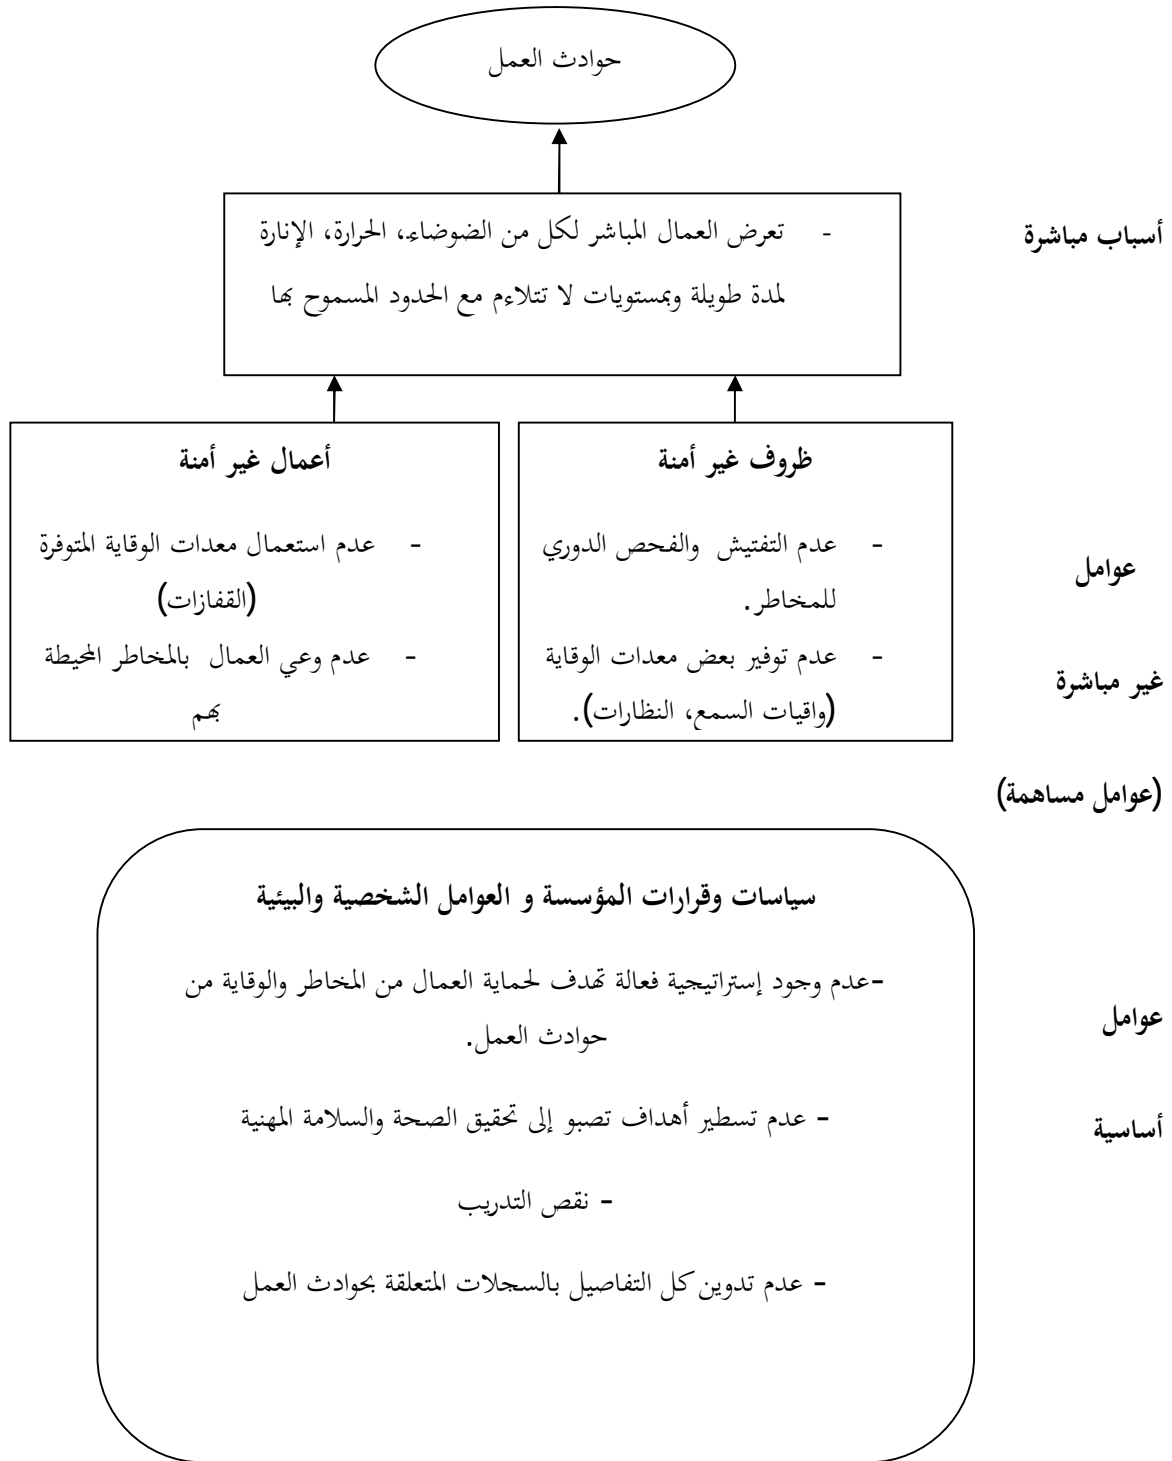 حوادث العمل
أسباب مباشرة
- تعرض العمال المباشر لكل من الضوضاء، الحرارة، الإنارة
لمدة طويلة وبمستويات لا تتلاءم مع الحدود المسموح بها
ظروف غير أمنة
- عدم التفتيش والفحص الدوري
للمخاطر.
- عدم توفير بعض معدات الوقاية
(واقيات السمع، النظارات).
أعمال غير أمنة
- عدم استعمال معدات الوقاية المتوفرة
(القفازات)
- عدم وعي العمال بالمخاطر المحيطة
بهم
عوامل
غير مباشرة
(عوامل مساهمة)
سياسات وقرارات المؤسسة و العوامل الشخصية والبيئية
-عدم وجود إستراتيجية فعالة تهدف لحماية العمال من المخاطر والوقاية من
حوادث العمل.
- عدم تسطير أهداف تصبو إلى تحقيق الصحة والسلامة المهنية
- نقص التدريب
- عدم تدوين كل التفاصيل بالسجلات المتعلقة بحوادث العمل
عوامل
أساسية